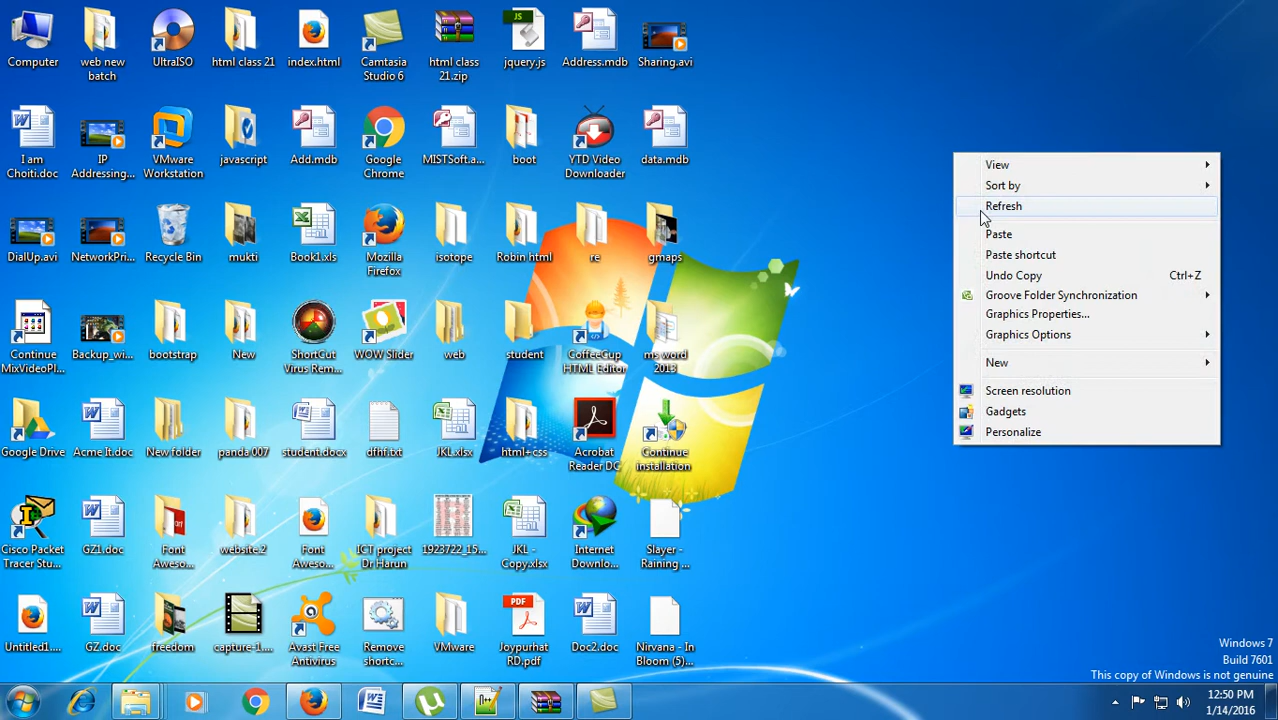 Computer
web new
batch
UltraISO
html class 21
index.html
Camtasia
Studio 6
html class
21.zip
JS
jquery.js
Address.mdb
Sharing.avi
I am
Choiti.doc
IP
Addressing,...
VMware
Workstation
javascript
Add.mdb
Google
Chrome
MISTSoft.a...
boot
YTD Video
Downloader
data.mdb
DialUp.avi
NetworkPri...
Recycle Bin
mukti
Book1.xls
Mozilla
Firefox
isotope
Robin html
re
gmaps
Continue
MixVideoPl...
Backup_wi...
bootstrap
New
ShortCut
Virus Rem...
WOW Slider
web
student
CoffeeCup
HTML Editor
ms word
2013
Google Drive
Acme It.doc
New folder
panda 007
student.docx
dfhf.txt
JKL.xlsx
html+css
Acrobat
Reader DC
Continue
installation
Cisco Packet
Tracer Stu...
GZ1.doc
Font
Aweso...
website.2
Font
Aweso...
ICT project
Dr Harun
1923722_15...
JKL -
Copy.xlsx
Internet
Downlo...
Slayer -
Raining ...
Untitled1....
GZ.doc
freedom
capture-1....
Avast Free
Antivirus
Remove
shortc...
VMware
PDF
Joypurhat
RD.pdf
Doc2.doc
Nirvana - In
Bloom (5)...
View
Sort by
Refresh
Paste
Paste shortcut
Undo Copy Ctrl+Z
Groove Folder Synchronization
Graphics Properties...
Graphics Options
New
Screen resolution
Gadgets
Personalize
Windows 7
Build 7601
This copy of Windows is not genuine
12:50 PM
1/14/2016